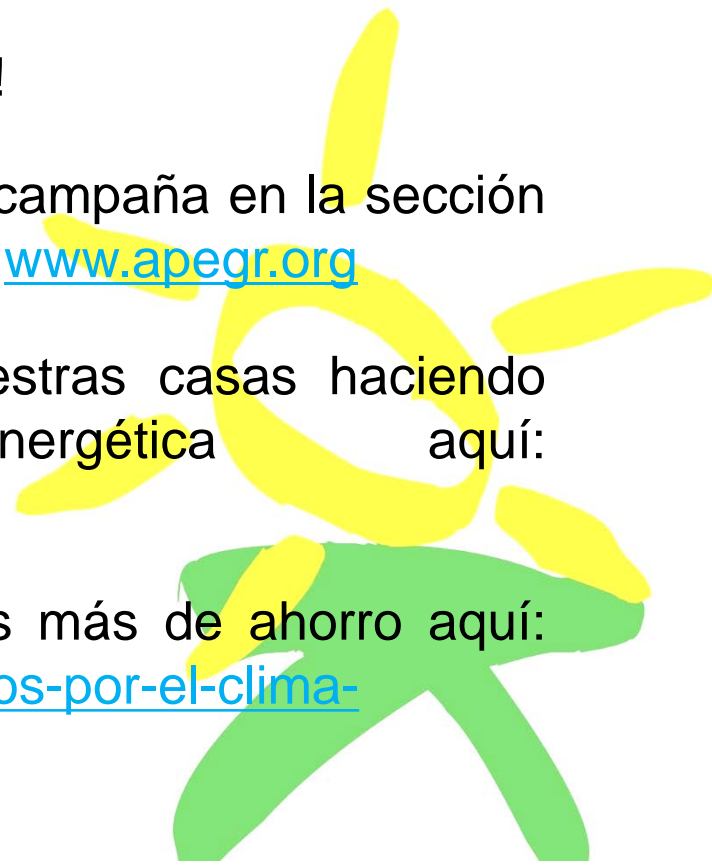 !
campaña en la sección
www.apegr.org
estras casas haciendo
nergética aquí:
s más de ahorro aquí:
os-por-el-clima-